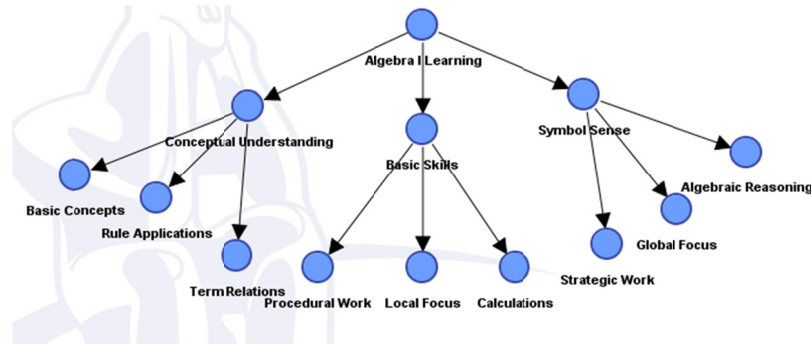 Algebra I Learning
Conceptual Understanding
Symbol Sense
Basic Skills
Algebraic Reasoning
Basic Concepts
Rule Applications
Global Focus
Strategic Work
Term Relations
Procedural Work
Local Focus
Calculations